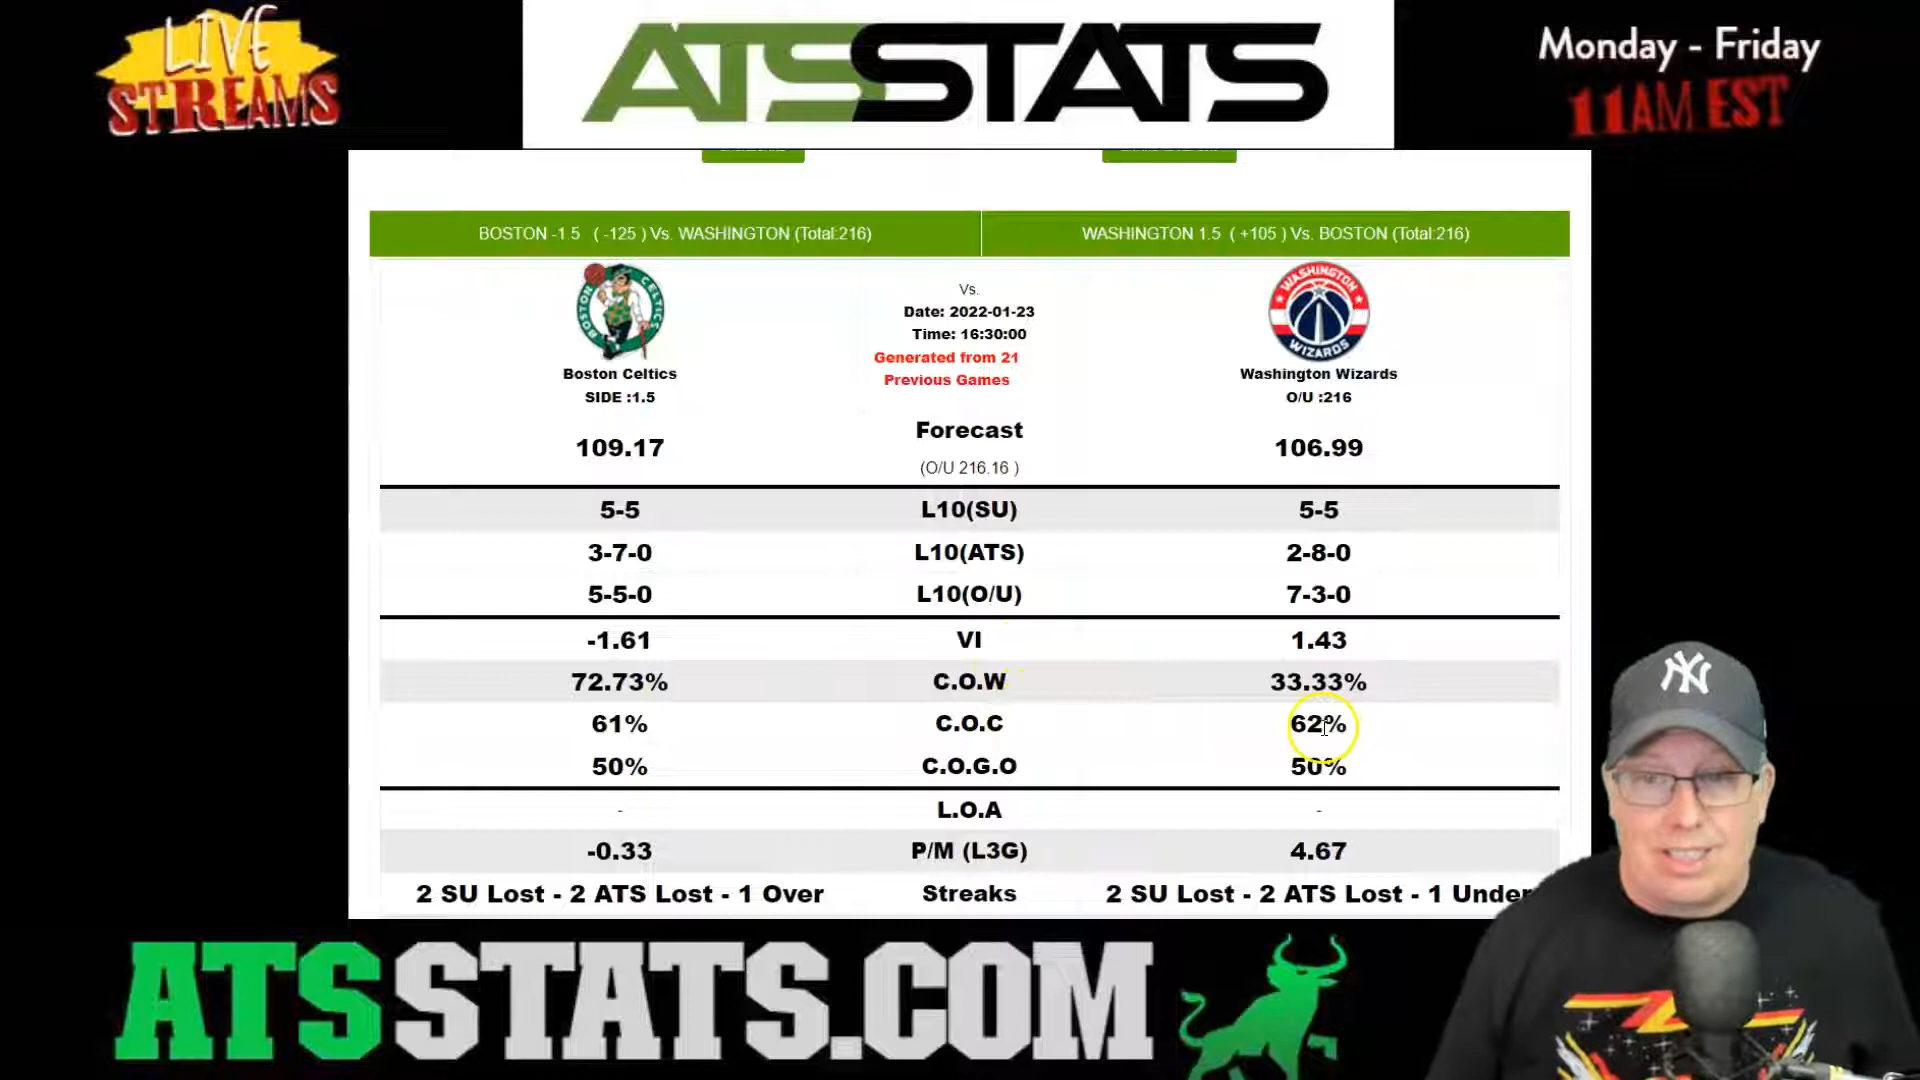 LIVE
STREAMS
ATSSTATS
Monday - Friday
11AM EST
BOSTON -1.5 ( -125 ) Vs. WASHINGTON (Total:216)
WASHINGTON 1.5 ( +105 ) Vs. BOSTON (Total:216)
BOSTON
CELTICS
Boston Celtics
SIDE :1.5
Vs.
Date: 2022-01-23
Time: 16:30:00
Generated from 21
Previous Games
WASHINGTON
WIZARDS
Washington Wizards
O/U :216
109.17 Forecast 106.99
(O/U 216.16 )
5-5 L10(SU) 5-5
3-7-0 L10(ATS) 2-8-0
5-5-0 L10(O/U) 7-3-0
-1.61 VI 1.43
72.73% C.O.W 33.33%
61% C.O.C 62%
50% C.O.G.O 50%
- L.O.A -
-0.33 P/M (L3G) 4.67
2 SU Lost - 2 ATS Lost - 1 Over Streaks 2 SU Lost - 2 ATS Lost - 1 Under
NY
ATSSTATS.COM